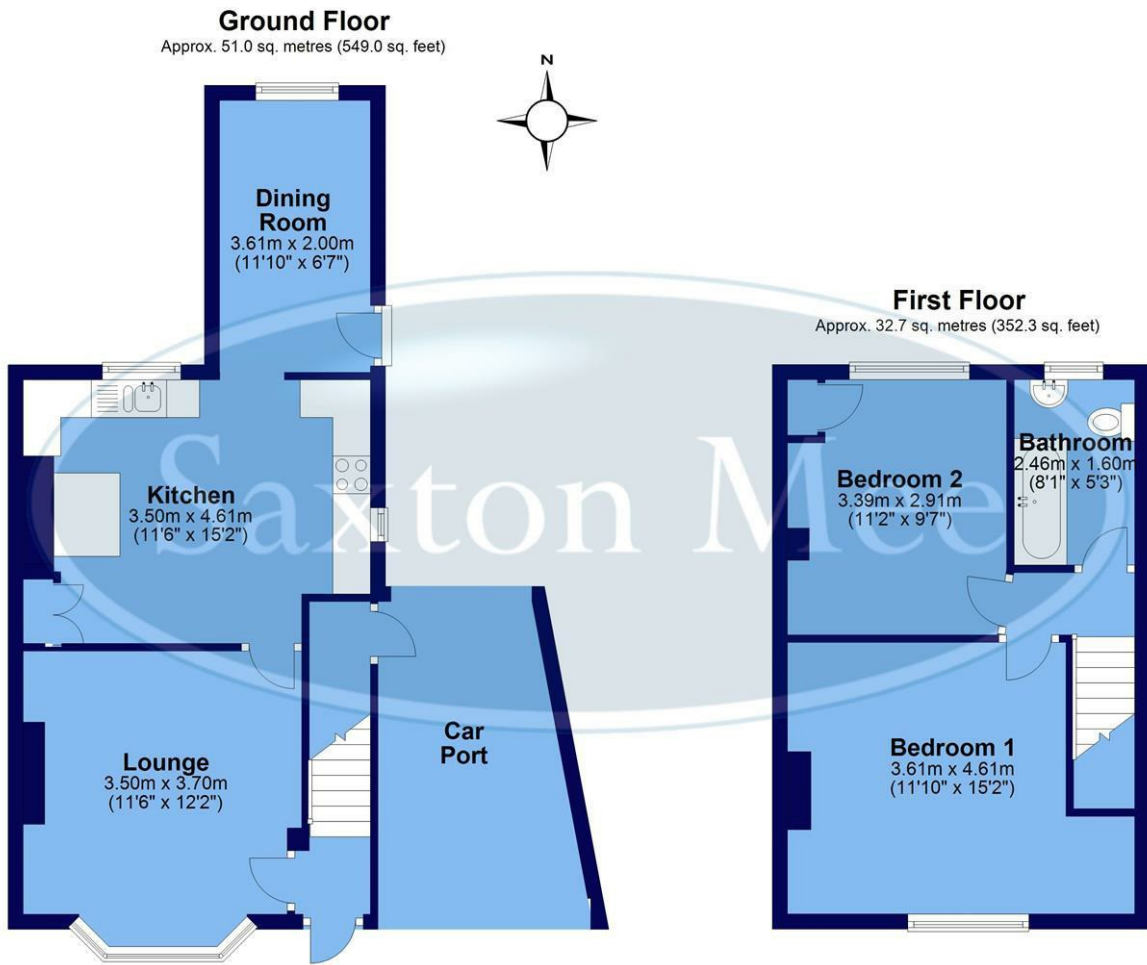 Ground Floor
Approx. 51.0 sq. metres (549.0 sq. feet)
N
Dining
Room
3.61m x 2.00m
(11'10" x 6'7")
First Floor
Approx. 32.7 sq. metres (352.3 sq. feet)
Kitchen
3.50m x 4.61m
(11'6" x 15'2")
Bedroom 2
3.39m x 2.91m
(11'2" x 9'7")
Bathroom
2.46m x 1.60m
(8'1" x 5'3")
Saxton Mee
Lounge
3.50m x 3.70m
(11'6" x 12'2")
Car
Port
Bedroom 1
3.61m x 4.61m
(11'10" x 15'2")